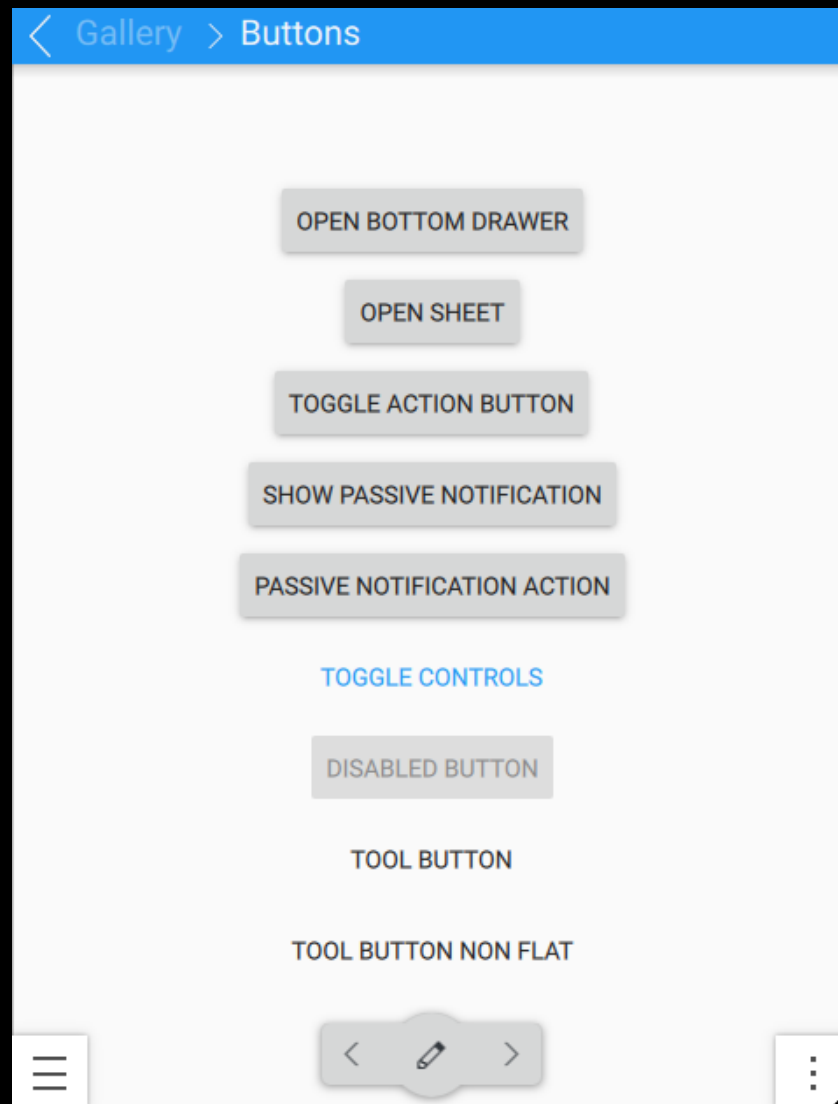 Gallery > Buttons
OPEN BOTTOM DRAWER
OPEN SHEET
TOGGLE ACTION BUTTON
SHOW PASSIVE NOTIFICATION
PASSIVE NOTIFICATION ACTION
TOGGLE CONTROLS
DISABLED BUTTON
TOOL BUTTON
TOOL BUTTON NON FLAT